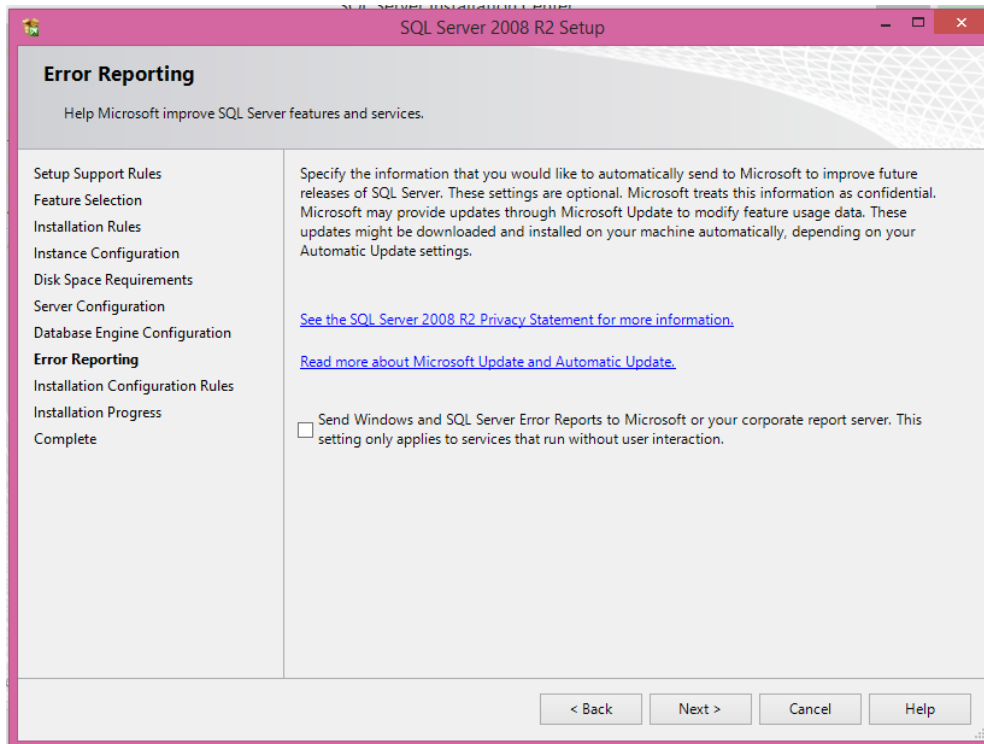 SQL Server Installation Center
SQL Server 2008 R2 Setup
Error Reporting
Help Microsoft improve SQL Server features and services.
Setup Support Rules
Feature Selection
Installation Rules
Instance Configuration
Disk Space Requirements
Server Configuration
Database Engine Configuration
Error Reporting
Installation Configuration Rules
Installation Progress
Complete
Specify the information that you would like to automatically send to Microsoft to improve future
releases of SQL Server. These settings are optional. Microsoft treats this information as confidential.
Microsoft may provide updates through Microsoft Update to modify feature usage data. These
updates might be downloaded and installed on your machine automatically, depending on your
Automatic Update settings.
See the SQL Server 2008 R2 Privacy Statement for more information.
Read more about Microsoft Update and Automatic Update.
Send Windows and SQL Server Error Reports to Microsoft or your corporate report server. This
setting only applies to services that run without user interaction.
< Back
Next >
Cancel
Help